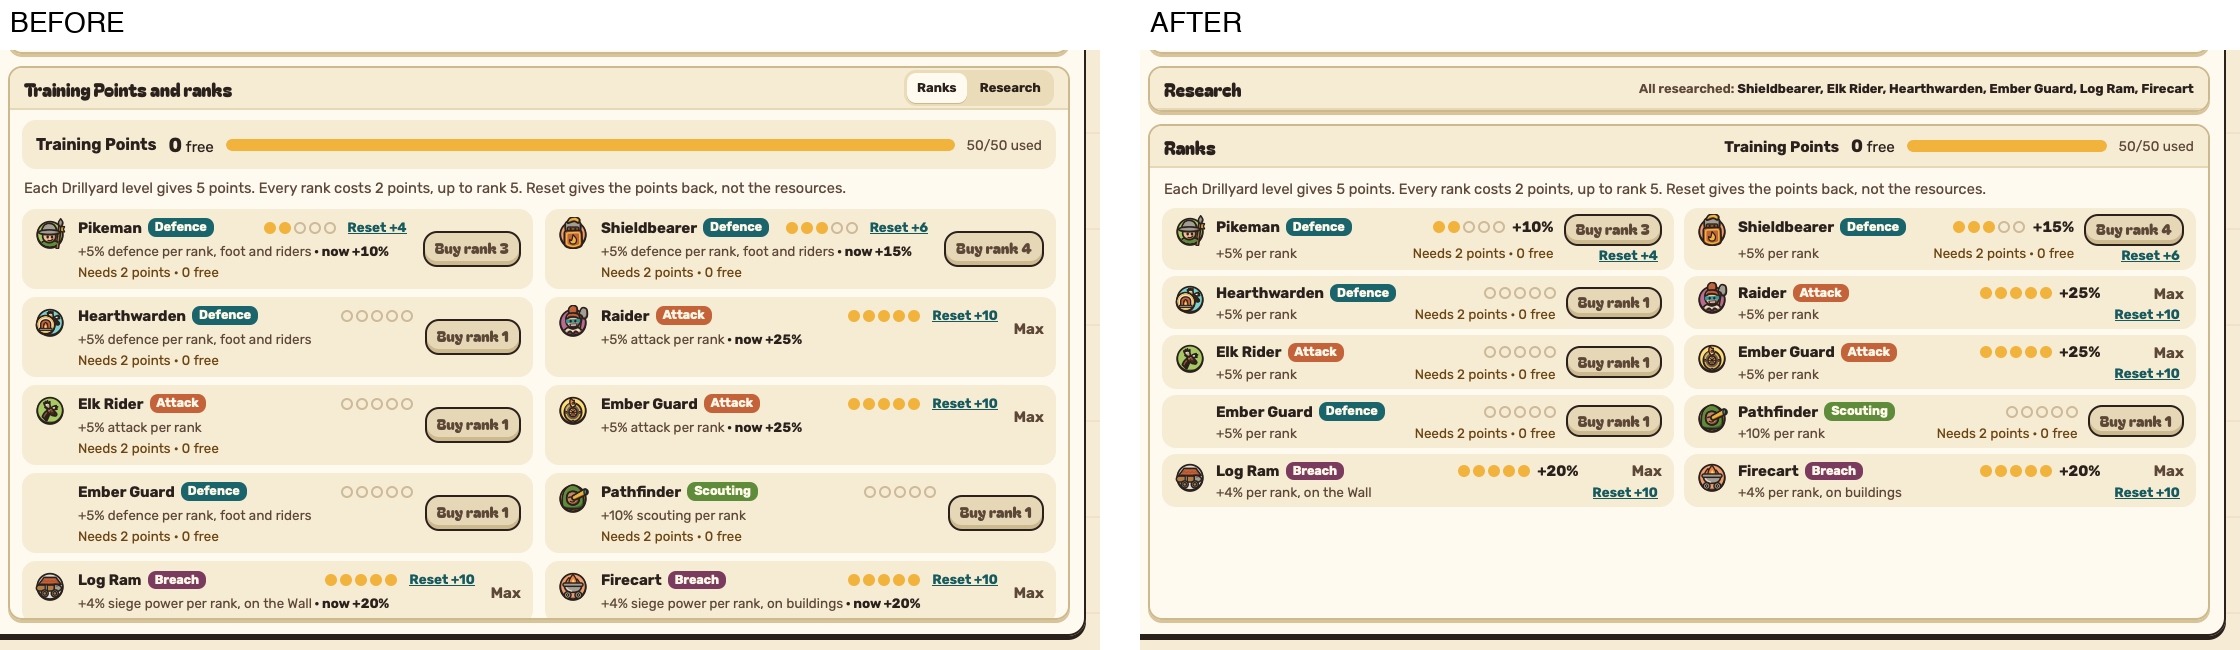 BEFORE
Training Points and ranks
Ranks Research
Training Points 0 free 50/50 used
Each Drillyard level gives 5 points. Every rank costs 2 points, up to rank 5. Reset gives the points back, not the resources.
Pikeman Defence Reset +4
+5% defence per rank, foot and riders • now +10%
Needs 2 points • 0 free
Buy rank 3
Shieldbearer Defence Reset +6
+5% defence per rank, foot and riders • now +15%
Needs 2 points • 0 free
Buy rank 4
Hearthwarden Defence
+5% defence per rank, foot and riders
Needs 2 points • 0 free
Buy rank 1
Raider Attack Reset +10
+5% attack per rank • now +25%
Max
Elk Rider Attack
+5% attack per rank
Needs 2 points • 0 free
Buy rank 1
Ember Guard Attack Reset +10
+5% attack per rank • now +25%
Max
Ember Guard Defence
+5% defence per rank, foot and riders
Needs 2 points • 0 free
Buy rank 1
Pathfinder Scouting
+10% scouting per rank
Needs 2 points • 0 free
Buy rank 1
Log Ram Breach Reset +10
+4% siege power per rank, on the Wall • now +20%
Max
Firecart Breach Reset +10
+4% siege power per rank, on buildings • now +20%
Max
AFTER
Research
All researched: Shieldbearer, Elk Rider, Hearthwarden, Ember Guard, Log Ram, Firecart
Ranks
Training Points 0 free 50/50 used
Each Drillyard level gives 5 points. Every rank costs 2 points, up to rank 5. Reset gives the points back, not the resources.
Pikeman Defence +10% Buy rank 3
+5% per rank Needs 2 points • 0 free Reset +4
Shieldbearer Defence +15% Buy rank 4
+5% per rank Needs 2 points • 0 free Reset +6
Hearthwarden Defence Buy rank 1
+5% per rank Needs 2 points • 0 free
Raider Attack +25% Max
+5% per rank Reset +10
Elk Rider Attack Buy rank 1
+5% per rank Needs 2 points • 0 free
Ember Guard Attack +25% Max
+5% per rank Reset +10
Ember Guard Defence Buy rank 1
+5% per rank Needs 2 points • 0 free
Pathfinder Scouting Buy rank 1
+10% per rank Needs 2 points • 0 free
Log Ram Breach +20% Max
+4% per rank, on the Wall Reset +10
Firecart Breach +20% Max
+4% per rank, on buildings Reset +10